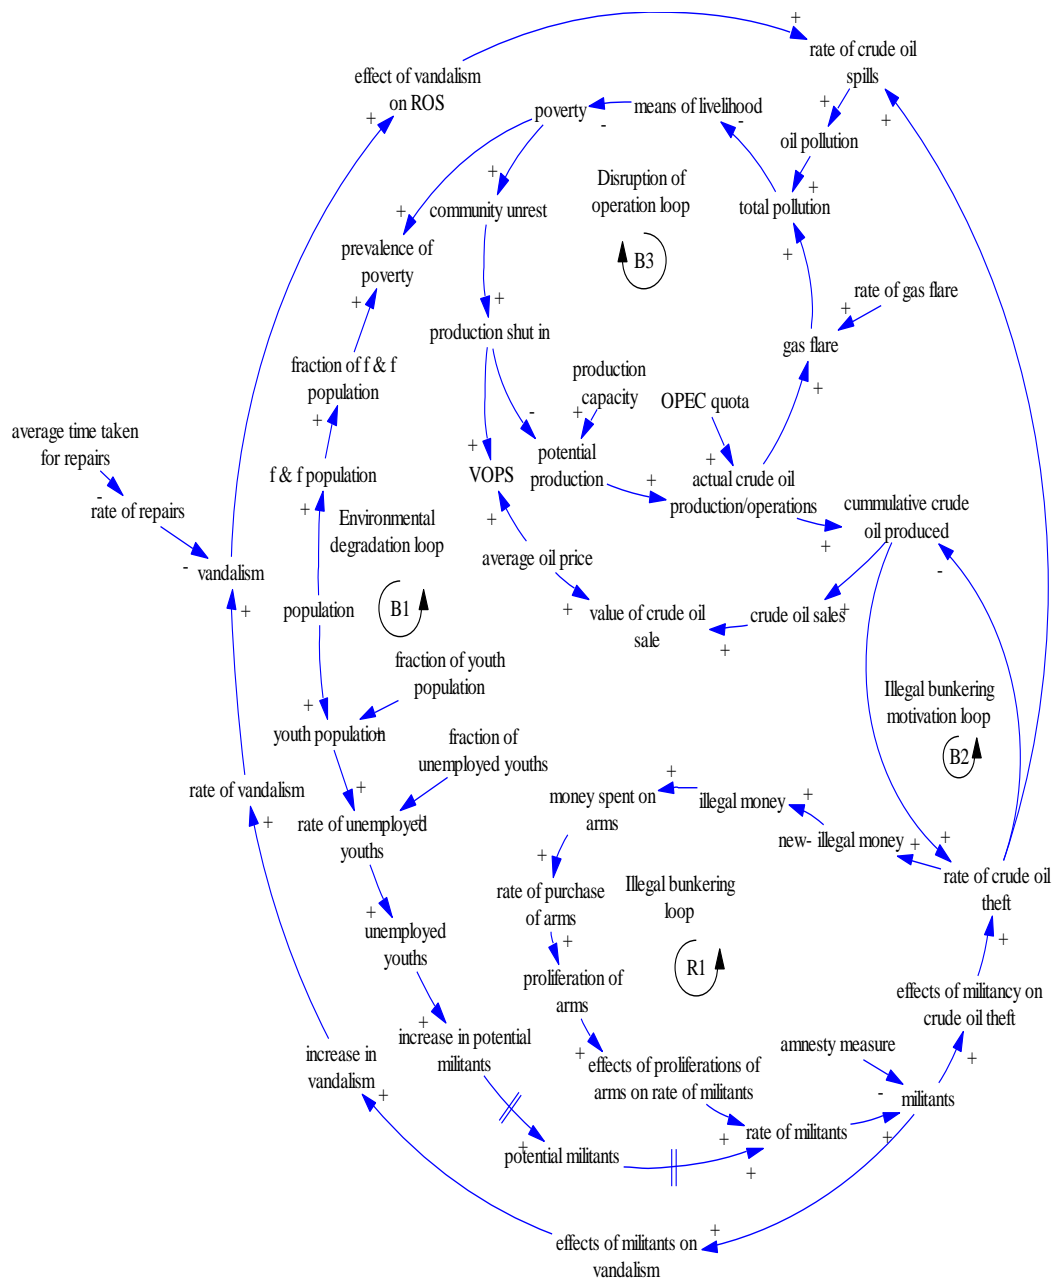 rate of crude oil
spills
effect of vandalism
on ROS
poverty
means of livelihood
oil pollution
Disruption of
operation loop
total pollution
community unrest
prevalence of
poverty
B3
rate of gas flare
production shut in
gas flare
fraction of f & f
population
production
capacity
OPEC quota
average time taken
for repairs
rate of repairs
f & f population
VOPS
potential
production
actual crude oil
production/operations
cummulative crude
oil produced
Environmental
degradation loop
vandalism
average oil price
population
B1
value of crude oil
sale
crude oil sales
fraction of youth
population
Illegal bunkering
motivation loop
B2
youth population
fraction of
unemployed youths
rate of vandalism
money spent on
arms
illegal money
new- illegal money
rate of unemployed
youths
rate of crude oil
theft
rate of purchase
of arms
Illegal bunkering
loop
R1
unemployed
youths
proliferation of
arms
effects of militancy on
crude oil theft
increase in potential
militants
increase in
vandalism
effects of proliferations of
arms on rate of militants
amnesty measure
militants
rate of militants
potential militants
effects of militants on
vandalism